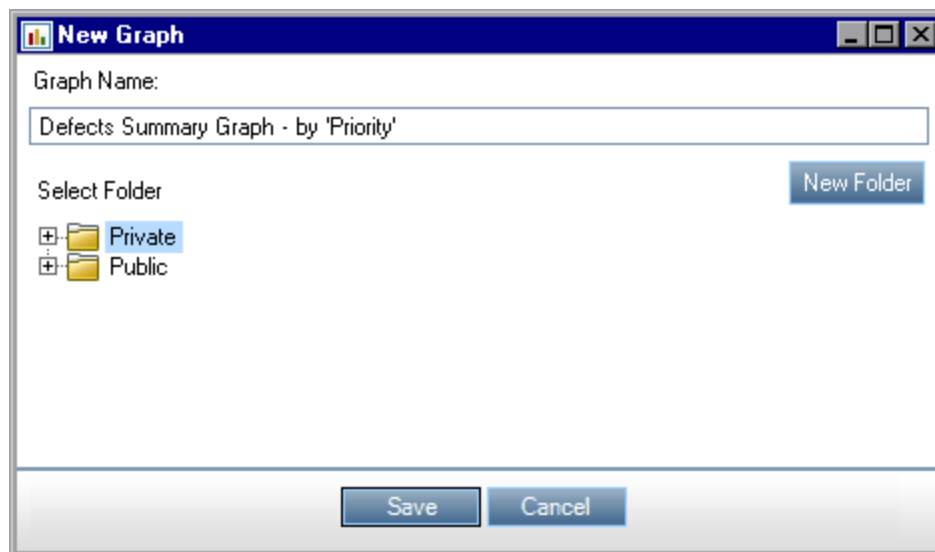 New Graph
Graph Name:
Defects Summary Graph - by 'Priority'
New Folder
Select Folder
Private
Public
Save Cancel